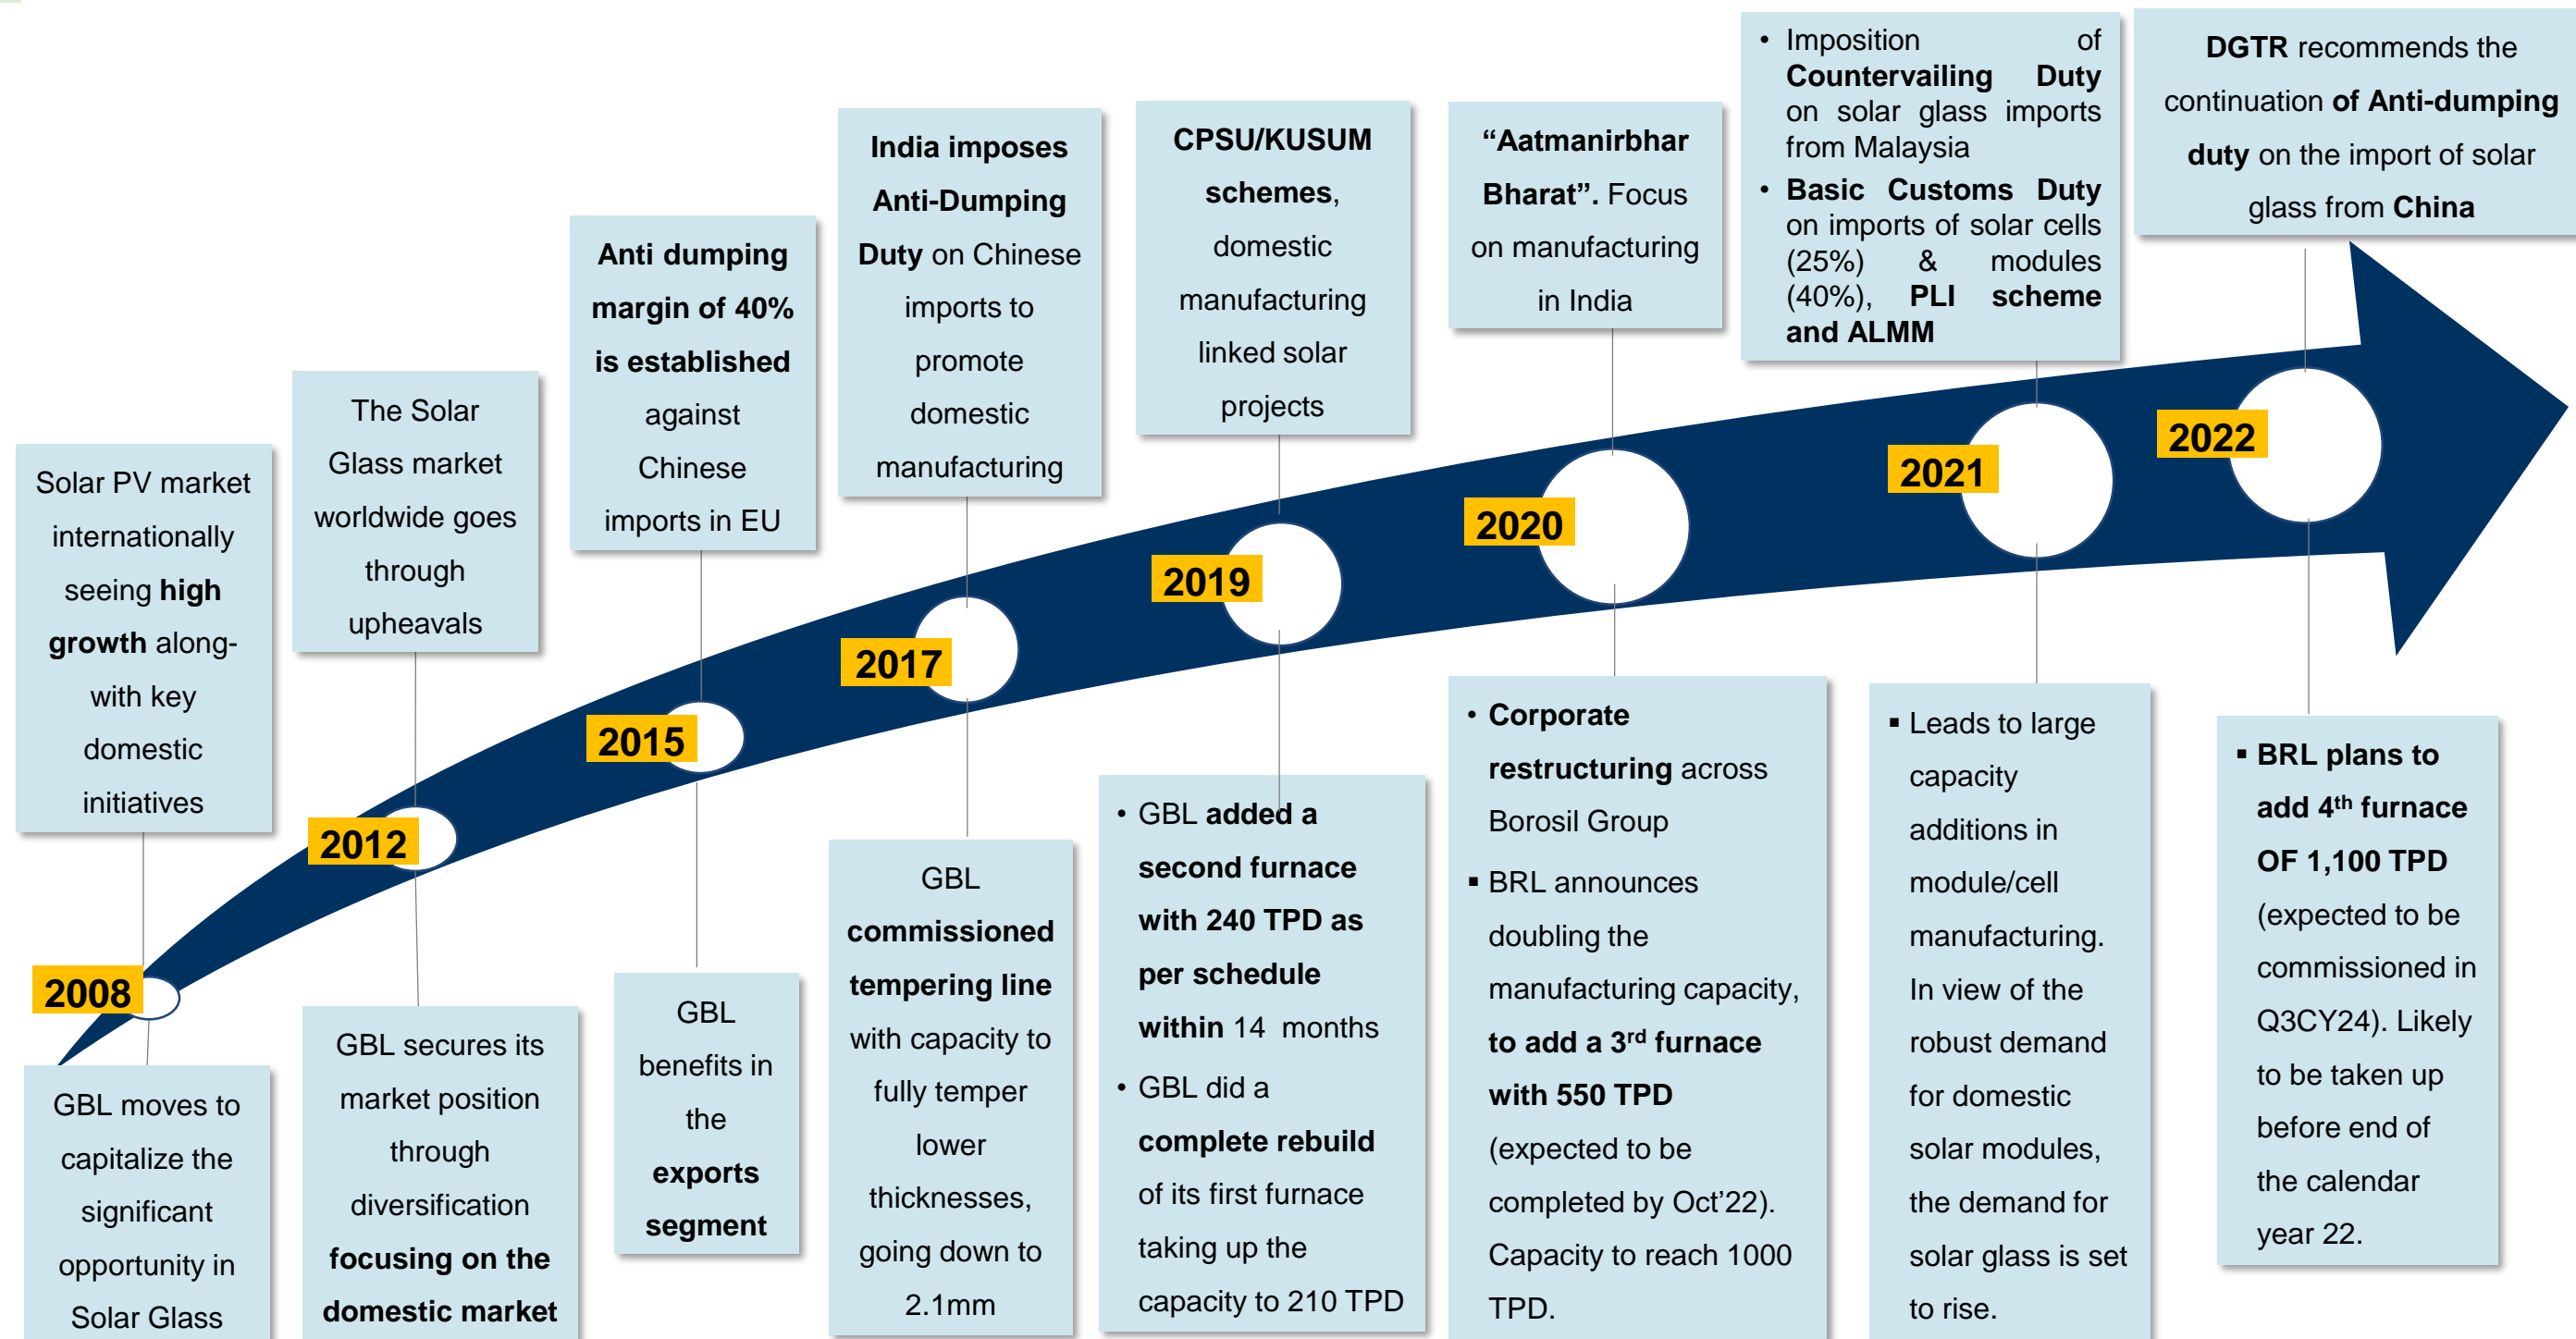 Solar PV market
internationally
seeing high
growth along-
with key
domestic
initiatives
2008
GBL moves to
capitalize the
significant
opportunity in
Solar Glass
The Solar
Glass market
worldwide goes
through
upheavals
2012
GBL secures its
market position
through
diversification
focusing on the
domestic market
Anti dumping
margin of 40%
is established
against
Chinese
imports in EU
2015
GBL
benefits in
the
exports
segment
India imposes
Anti-Dumping
Duty on Chinese
imports to
promote
domestic
manufacturing
2017
GBL
commissioned
tempering line
with capacity to
fully temper
lower
thicknesses,
going down to
2.1mm
CPSU/KUSUM
schemes,
domestic
manufacturing
linked solar
projects
2019
• GBL added a
second furnace
with 240 TPD as
per schedule
within 14 months
• GBL did a
complete rebuild
of its first furnace
taking up the
capacity to 210 TPD
“Aatmanirbhar
Bharat”. Focus
on manufacturing
in India
2020
• Corporate
restructuring across
Borosil Group
▪ BRL announces
doubling the
manufacturing capacity,
to add a 3rd furnace
with 550 TPD
(expected to be
completed by Oct’22).
Capacity to reach 1000
TPD.
• Imposition of
Countervailing Duty
on solar glass imports
from Malaysia
• Basic Customs Duty
on imports of solar cells
(25%) & modules
(40%), PLI scheme
and ALMM
2021
▪ Leads to large
capacity
additions in
module/cell
manufacturing.
In view of the
robust demand
for domestic
solar modules,
the demand for
solar glass is set
to rise.
DGTR recommends the
continuation of Anti-dumping
duty on the import of solar
glass from China
2022
▪ BRL plans to
add 4th furnace
OF 1,100 TPD
(expected to be
commissioned in
Q3CY24). Likely
to be taken up
before end of
the calendar
year 22.